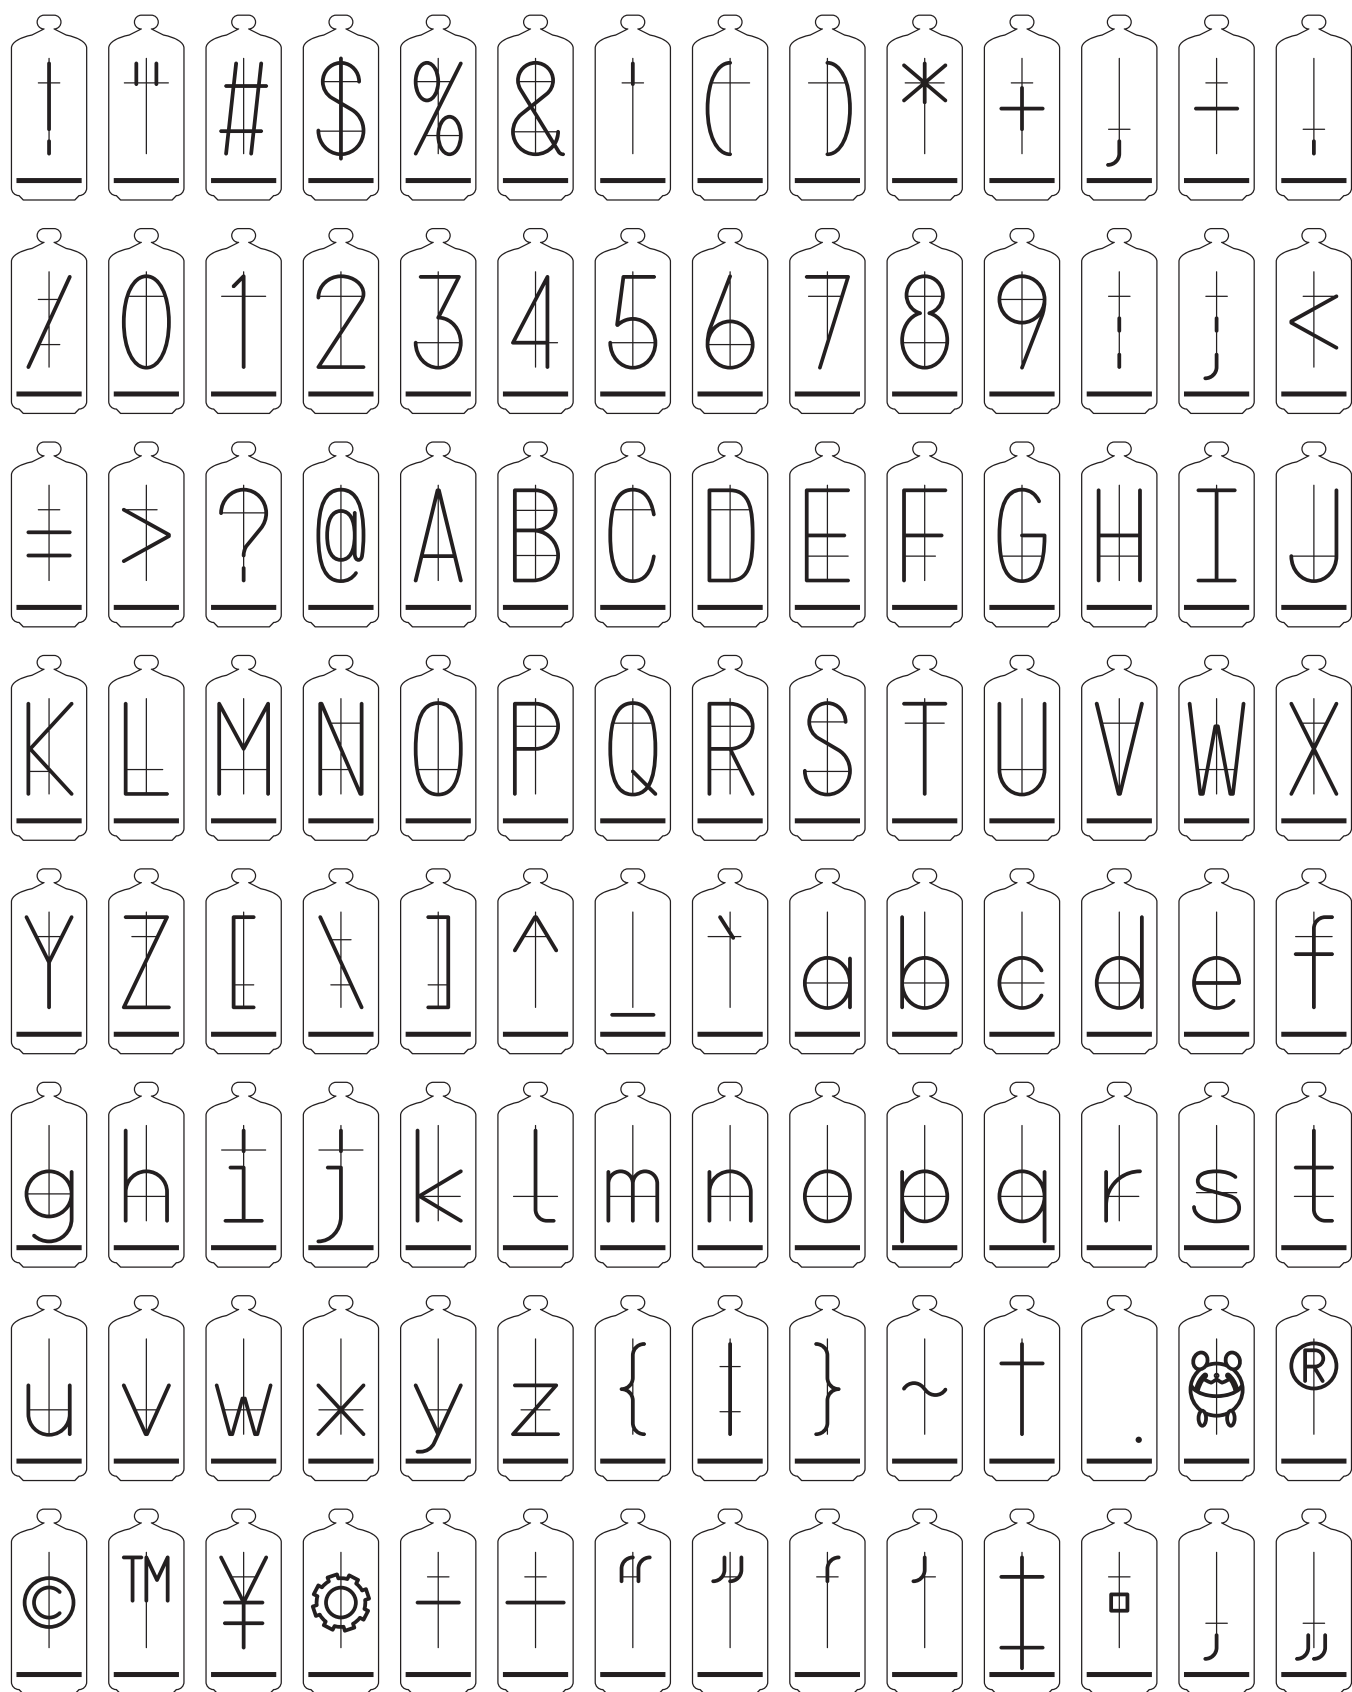 ! " # $ % & ' ( ) * + , - .
/ 0 1 2 3 4 5 6 7 8 9 : ; <
= > ? @ A B C D E F G H I J
K L M N O P Q R S T U V W X
Y Z [ \ ] ^ _ ` a b c d e f
g h i j k l m n o p q r s t
u v w x y z { | } ~ † . ®
© ™ ¥ – — “ ” ‘ ’ ‡ ‚ „